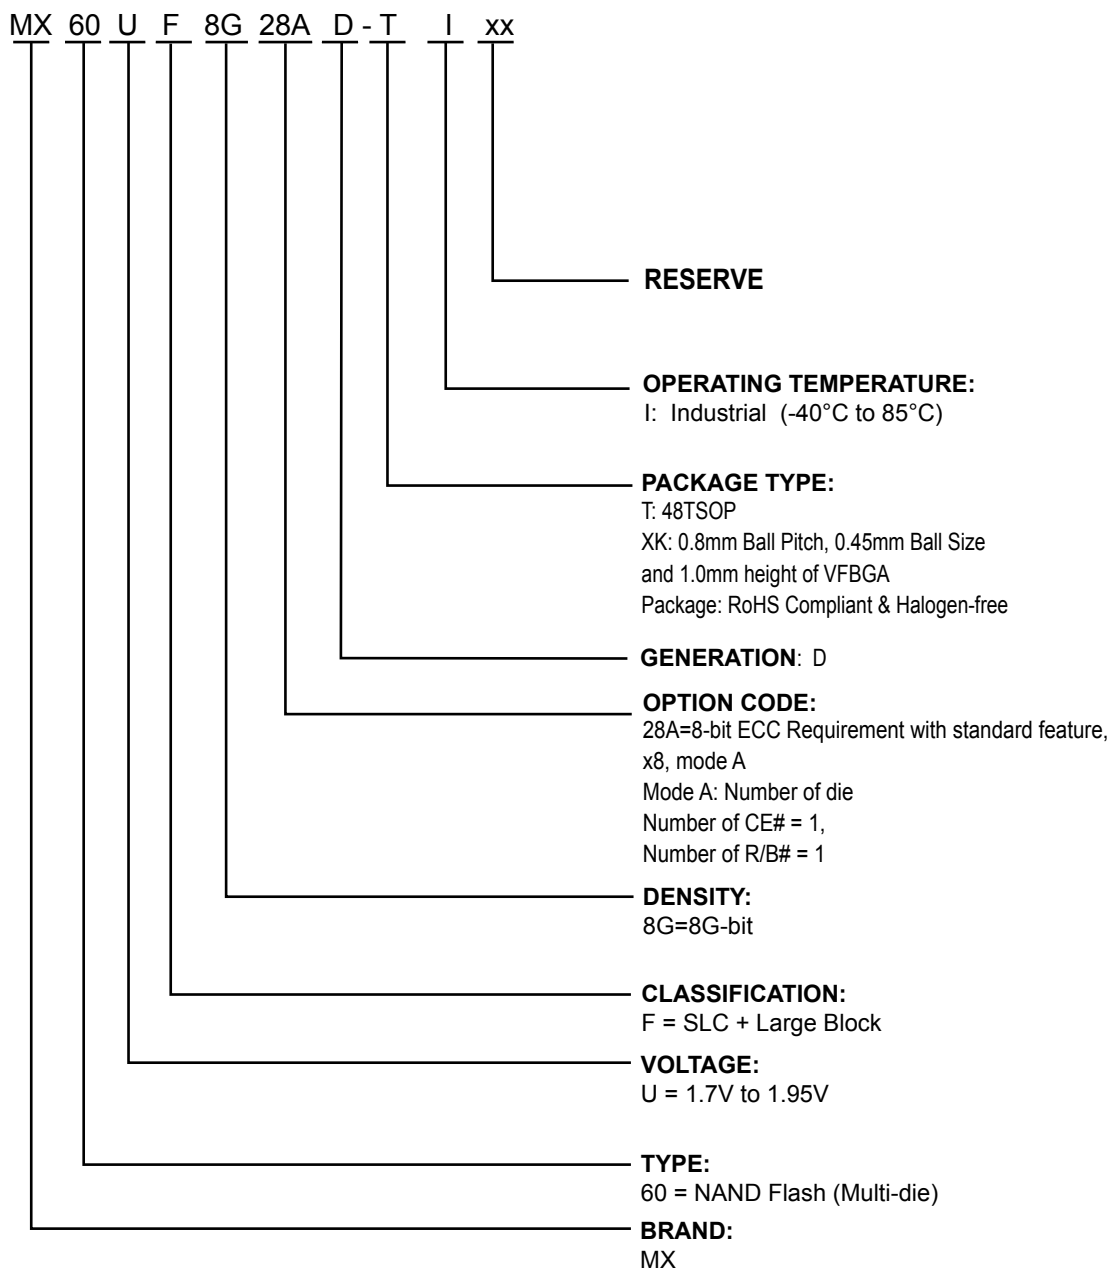 MX 60 U F 8G 28A D - T I xx
RESERVE
OPERATING TEMPERATURE:
I: Industrial (-40°C to 85°C)
PACKAGE TYPE:
T: 48TSOP
XK: 0.8mm Ball Pitch, 0.45mm Ball Size
and 1.0mm height of VFBGA
Package: RoHS Compliant & Halogen-free
GENERATION: D
OPTION CODE:
28A=8-bit ECC Requirement with standard feature,
x8, mode A
Mode A: Number of die
Number of CE# = 1,
Number of R/B# = 1
DENSITY:
8G=8G-bit
CLASSIFICATION:
F = SLC + Large Block
VOLTAGE:
U = 1.7V to 1.95V
TYPE:
60 = NAND Flash (Multi-die)
BRAND:
MX